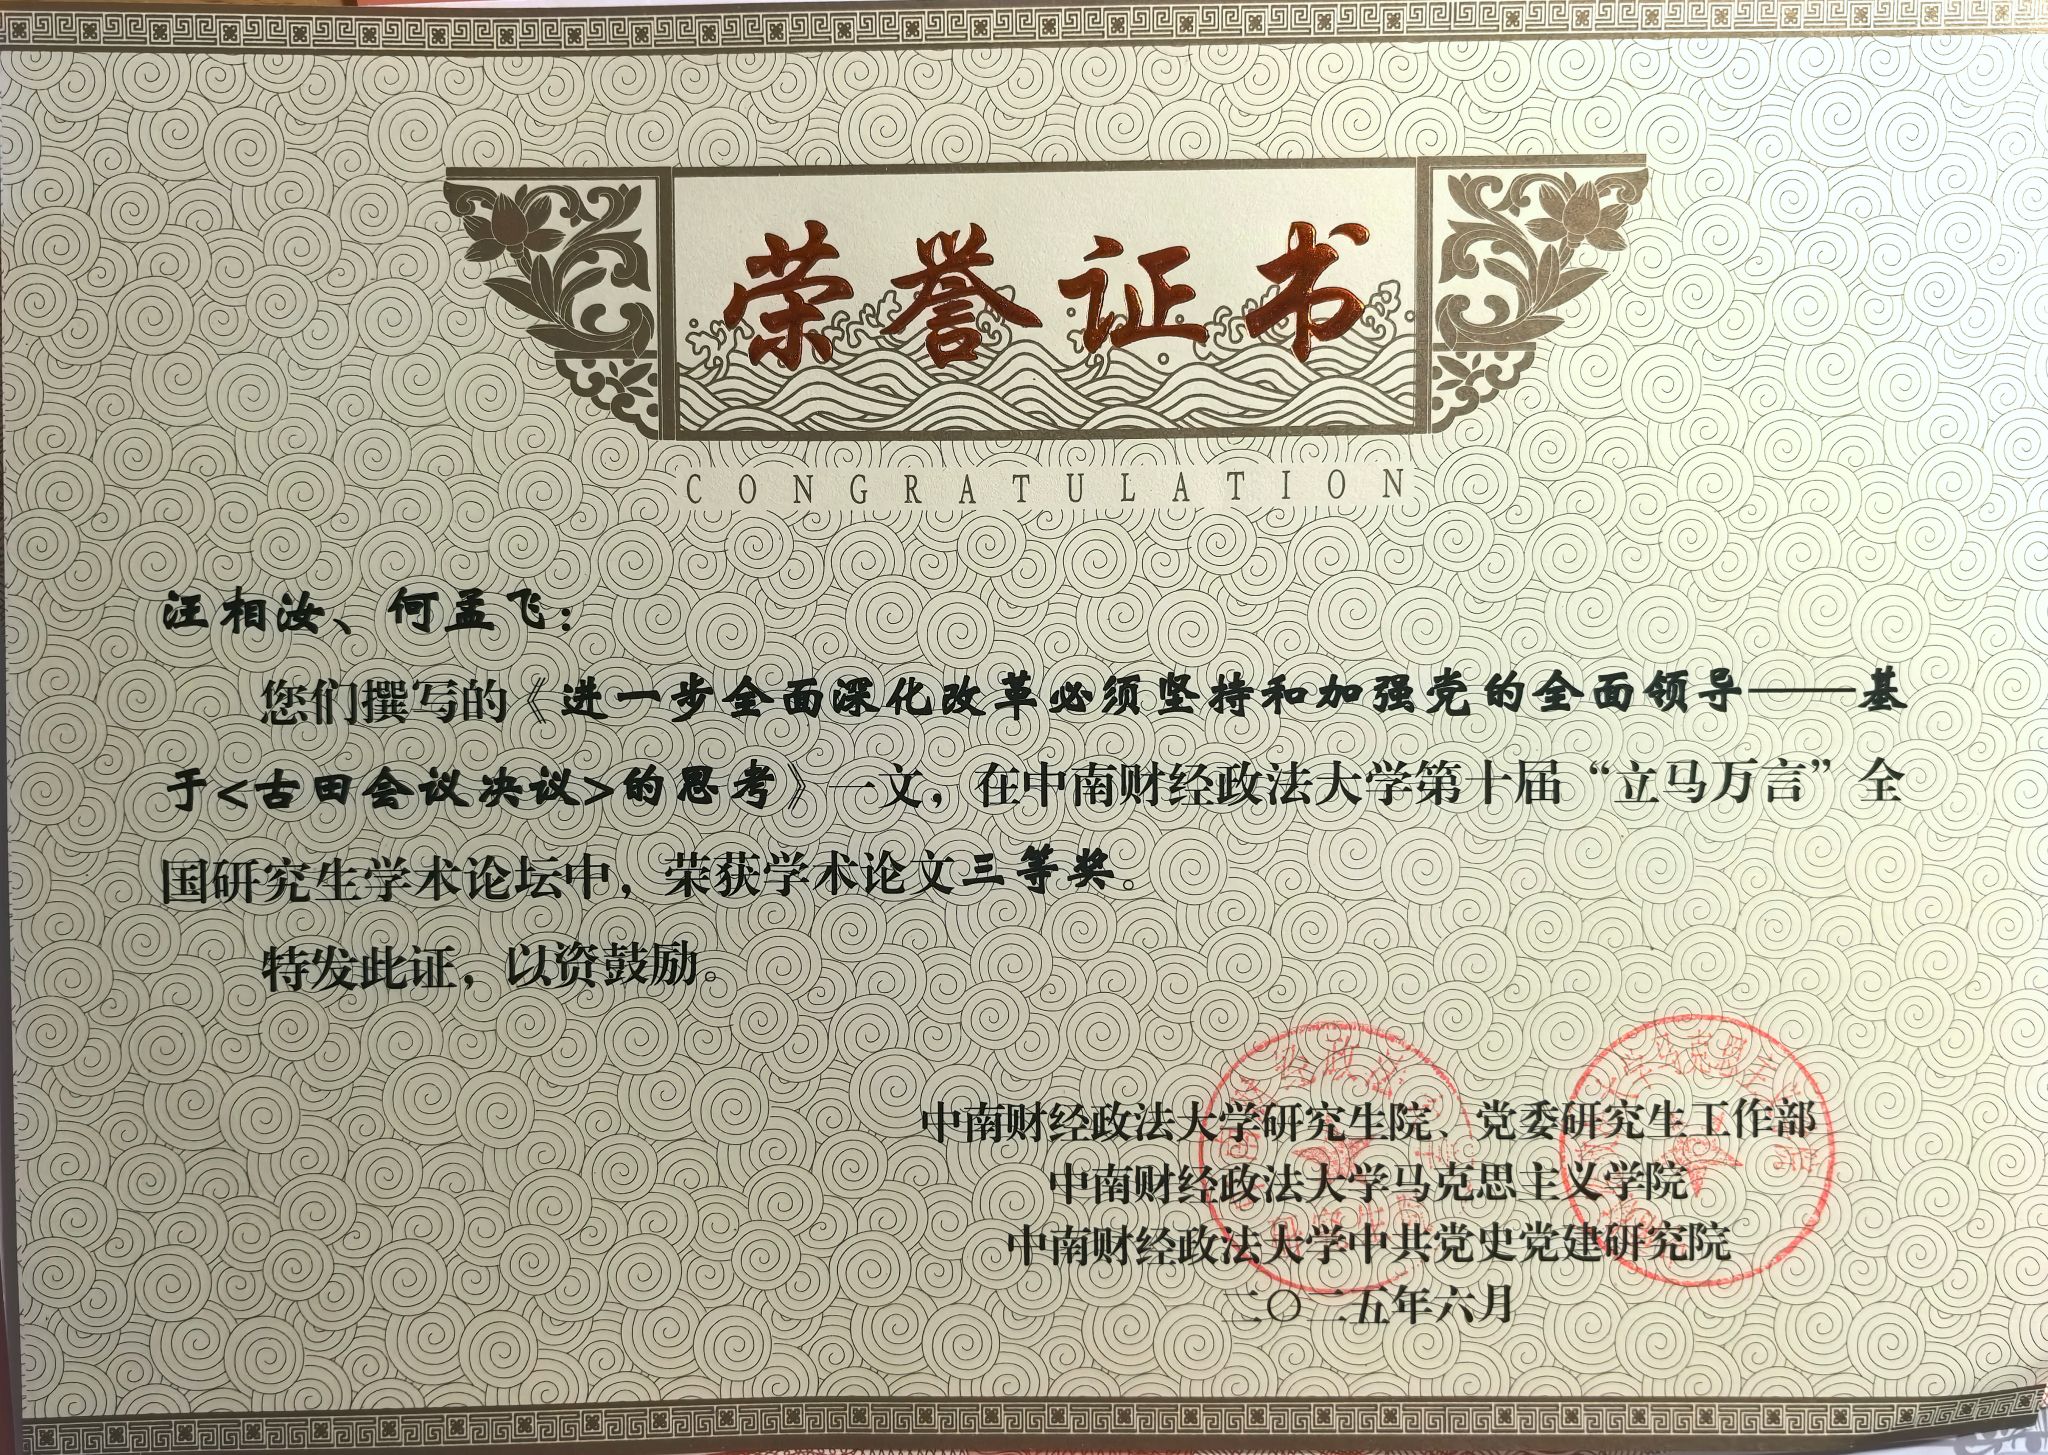 荣誉证书
CONGRATULATION
汪相汝、何孟飞：
您们撰写的《进一步全面深化改革必须坚持和加强党的全面领导——基
于<古田会议决议>的思考》一文，在中南财经政法大学第十届“立马万言”全
国研究生学术论坛中，荣获学术论文三等奖。
特发此证，以资鼓励。
中南财经政法大学研究生院、党委研究生工作部
中南财经政法大学马克思主义学院
中南财经政法大学中共党史党建研究院
二〇二五年六月